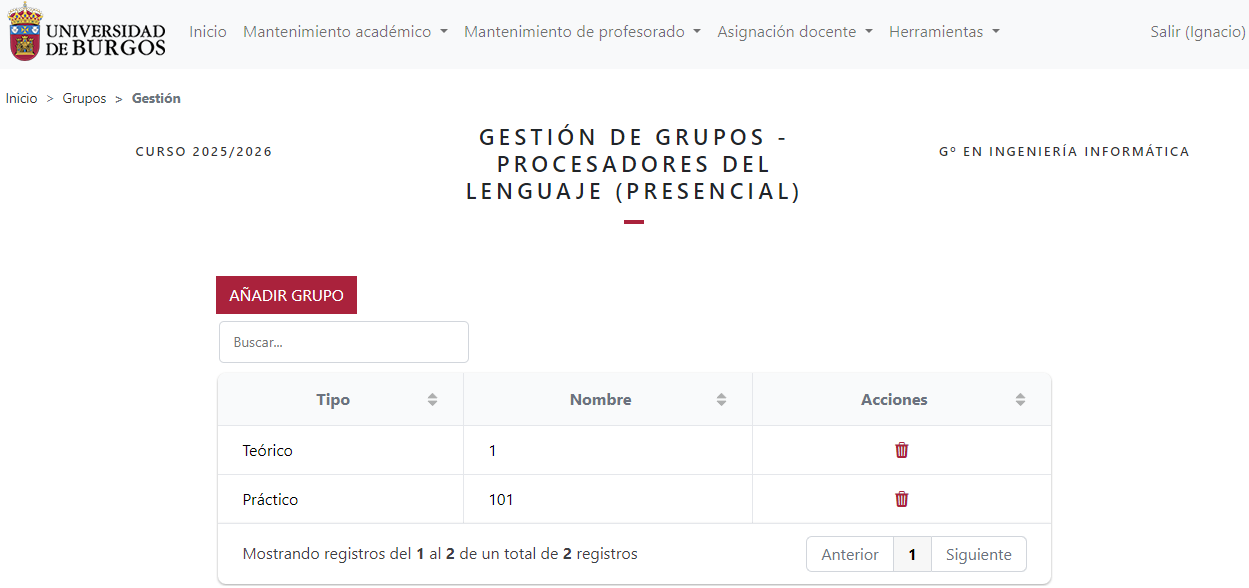 UNIVERSIDAD
DE BURGOS
Inicio Mantenimiento académico Mantenimiento de profesorado Asignación docente Herramientas Salir (Ignacio)
Inicio > Grupos > Gestión
CURSO 2025/2026
GESTIÓN DE GRUPOS -
PROCESADORES DEL
LENGUAJE (PRESENCIAL)
Gº EN INGENIERÍA INFORMÁTICA
AÑADIR GRUPO
Buscar...
Tipo Nombre Acciones
Teórico 1
Práctico 101
Mostrando registros del 1 al 2 de un total de 2 registros
Anterior 1 Siguiente